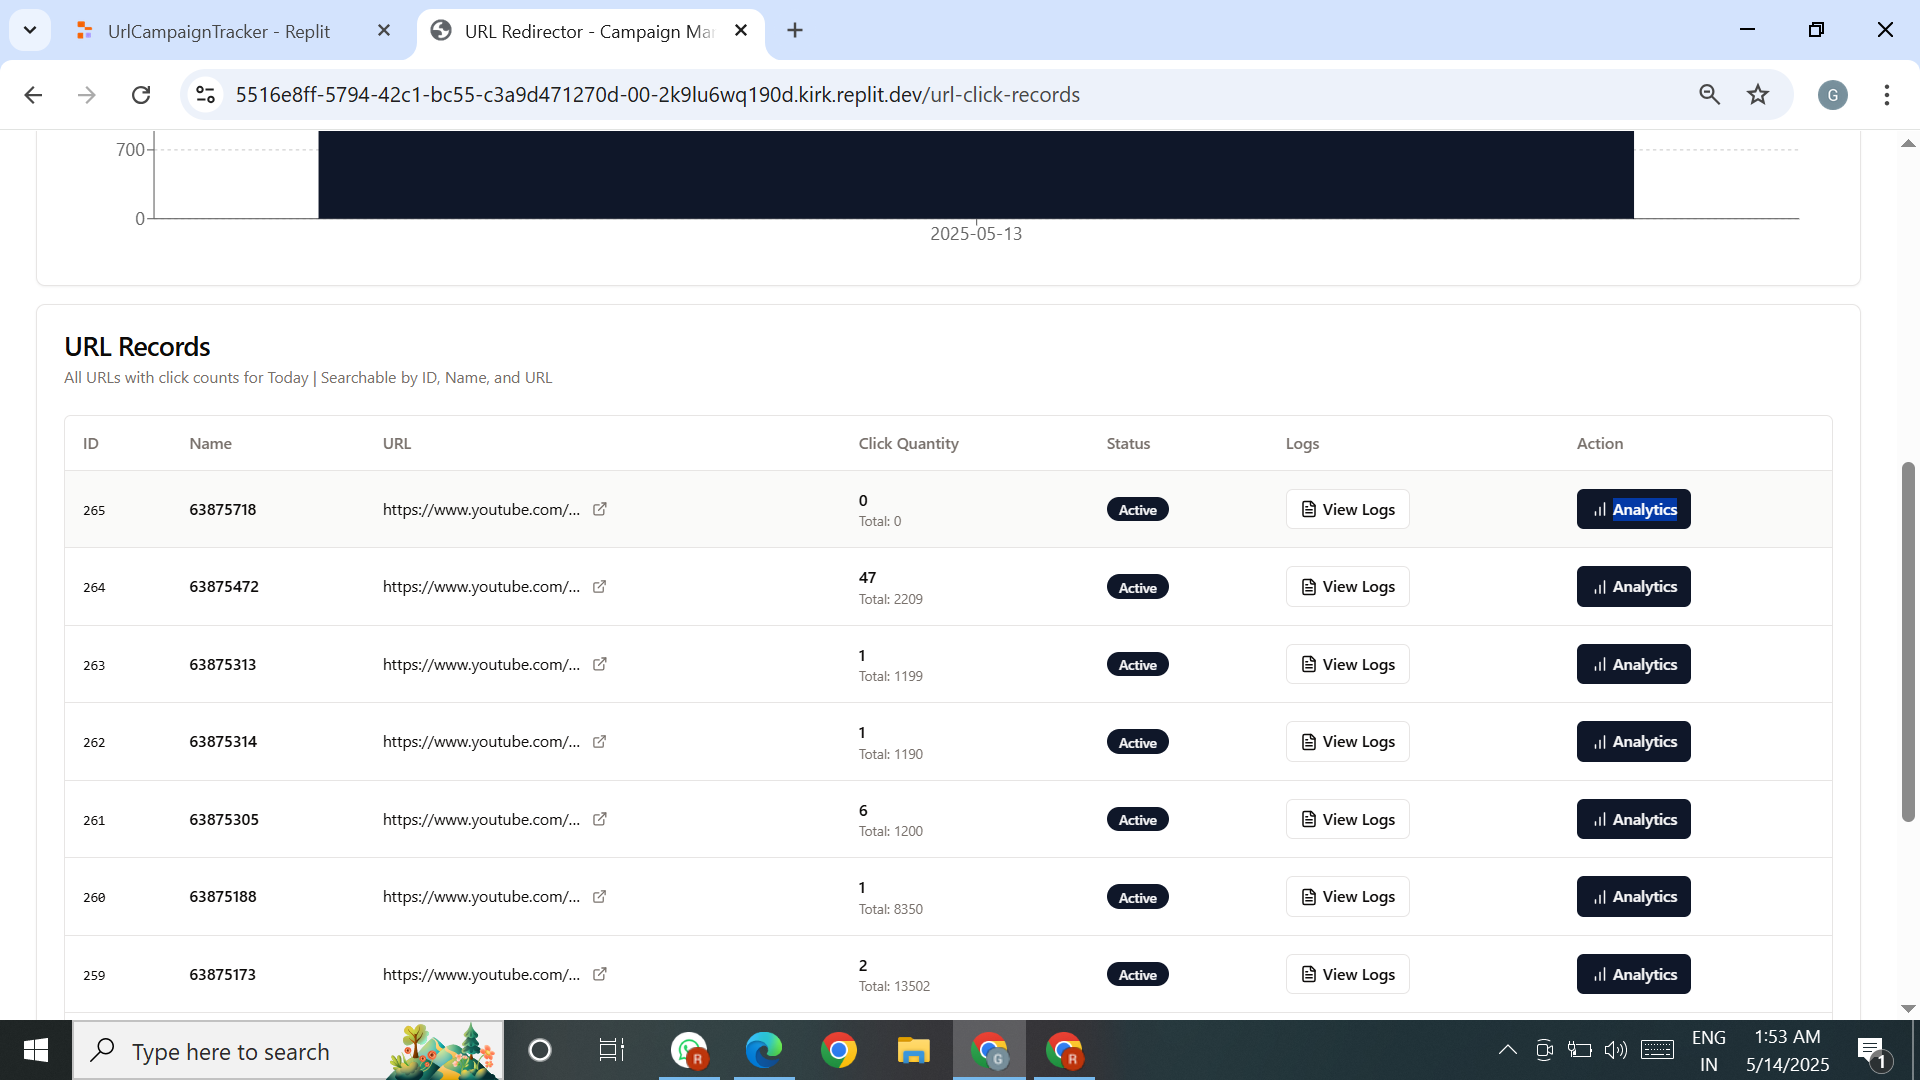 UrlCampaignTracker - Replit
URL Redirector - Campaign Ma
5516e8ff-5794-42c1-bc55-c3a9d471270d-00-2k9lu6wq190d.kirk.replit.dev/url-click-records
G
700
0
2025-05-13
URL Records
All URLs with click counts for Today | Searchable by ID, Name, and URL
ID Name URL Click Quantity Status Logs Action
265 63875718 https://www.youtube.com/... 0 Active View Logs Analytics
Total: 0
264 63875472 https://www.youtube.com/... 47 Active View Logs Analytics
Total: 2209
263 63875313 https://www.youtube.com/... 1 Active View Logs Analytics
Total: 1199
262 63875314 https://www.youtube.com/... 1 Active View Logs Analytics
Total: 1190
261 63875305 https://www.youtube.com/... 6 Active View Logs Analytics
Total: 1200
260 63875188 https://www.youtube.com/... 1 Active View Logs Analytics
Total: 8350
259 63875173 https://www.youtube.com/... 2 Active View Logs Analytics
Total: 13502
Type here to search
R
G
R
ENG
IN
1:53 AM
5/14/2025
1